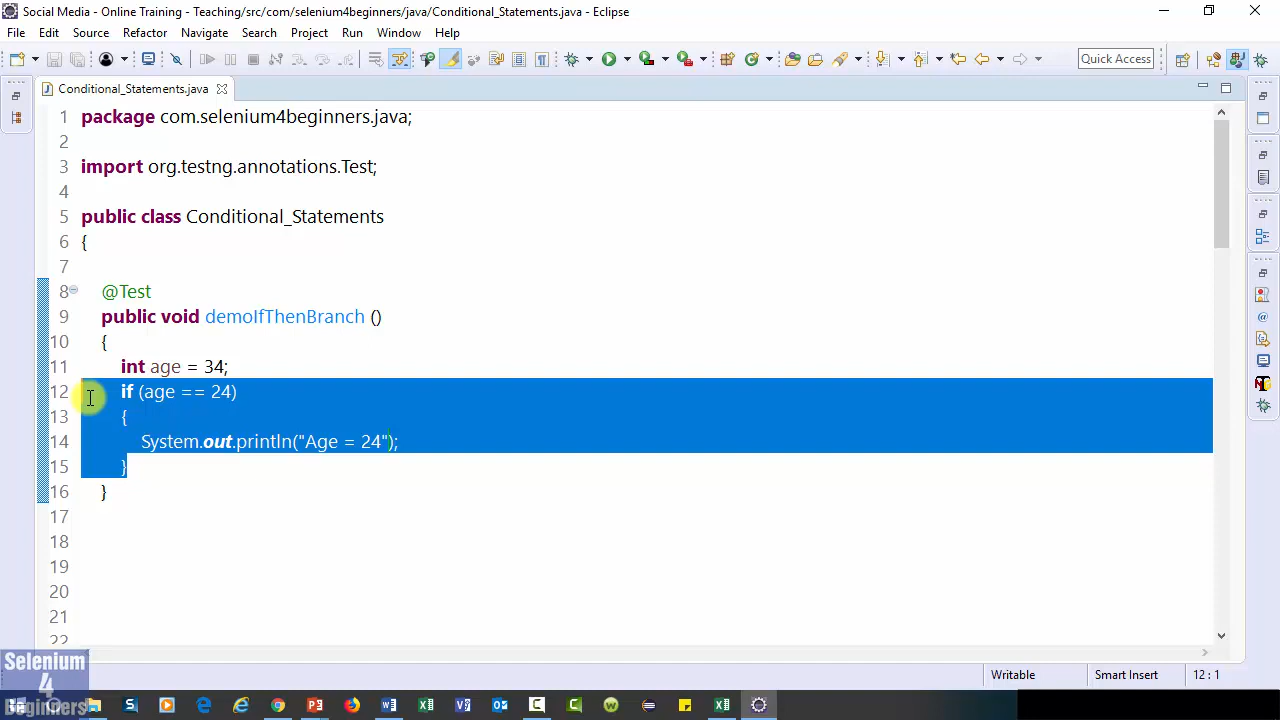 Social Media - Online Training - Teaching/src/com/selenium4beginners/java/Conditional_Statements.java - Eclipse
File Edit Source Refactor Navigate Search Project Run Window Help
Quick Access
Conditional_Statements.java
1 package com.selenium4beginners.java;
2
3 import org.testng.annotations.Test;
4
5 public class Conditional_Statements
6 {
7
8 @Test
9 public void demoIfThenBranch ()
10 {
11 int age = 34;
12 if (age == 24)
13 {
14 System.out.println("Age = 24");
15 }
16 }
17
18
19
20
21
22
Writable Smart Insert 12 : 1
Selenium
4
Beginners